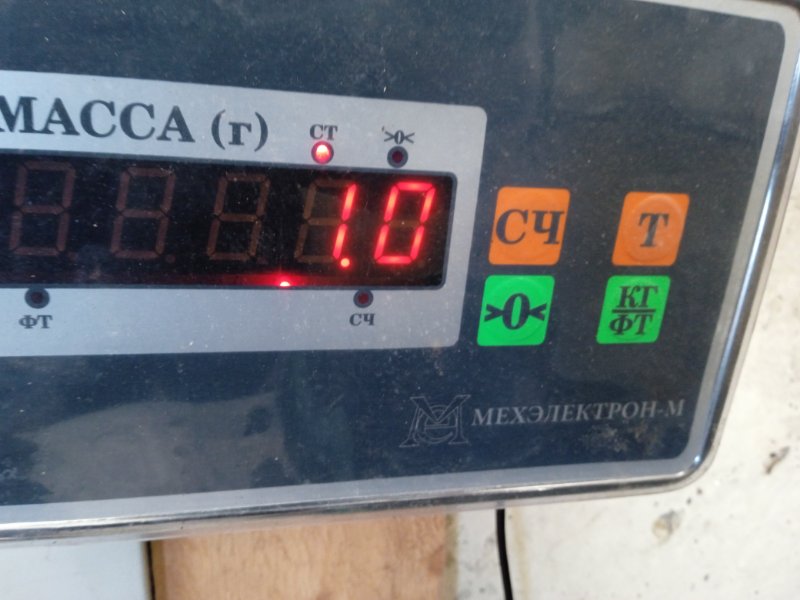 МАССА (г)
СТ >0<
1.0
ФТ СЧ
СЧ Т
>0< КГ
ФТ
МЕХЭЛЕКТРОН-М